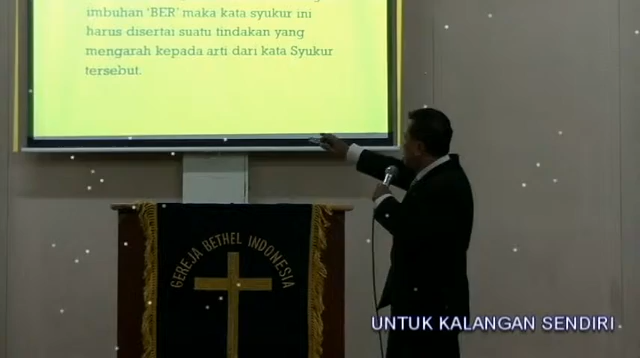 imbuhan 'BER' maka kata syukur ini
harus disertai suatu tindakan yang
mengarah kepada arti dari kata Syukur
tersebut.
GEREJA BETHEL INDONESIA
UNTUK KALANGAN SENDIRI